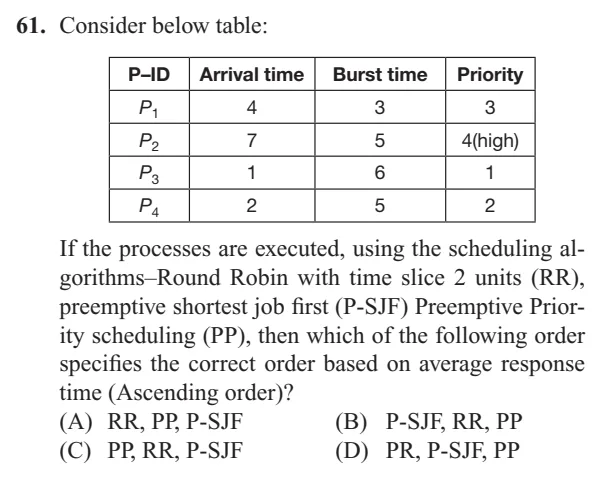 61. Consider below table:
P–ID Arrival time Burst time Priority
P1 4 3 3
P2 7 5 4(high)
P3 1 6 1
P4 2 5 2
If the processes are executed, using the scheduling al-
gorithms–Round Robin with time slice 2 units (RR),
preemptive shortest job first (P-SJF) Preemptive Prior-
ity scheduling (PP), then which of the following order
specifies the correct order based on average response
time (Ascending order)?
(A) RR, PP, P-SJF (B) P-SJF, RR, PP
(C) PP, RR, P-SJF (D) PR, P-SJF, PP